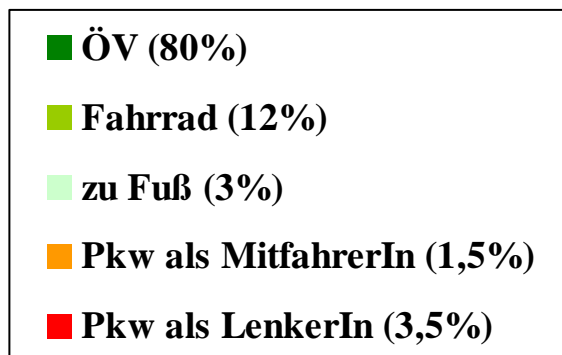 ÖV (80%)
Fahrrad (12%)
zu Fuß (3%)
Pkw als MitfahrerIn (1,5%)
Pkw als LenkerIn (3,5%)